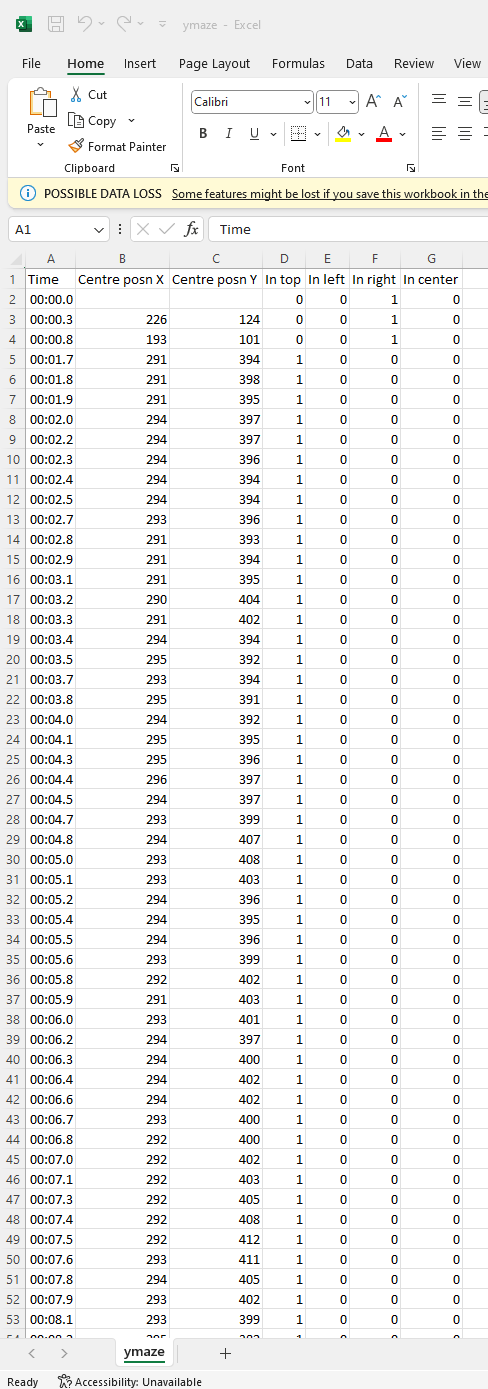 ymaze - Excel
File Home Insert Page Layout Formulas Data Review View
Paste Cut Copy Format Painter Calibri 11 A A B I U A
Clipboard Font
POSSIBLE DATA LOSS Some features might be lost if you save this workbook in the
A1 fx Time
A B C D E F G
1 Time Centre posn X Centre posn Y In top In left In right In center
2 00:00.0 0 0 1 0
3 00:00.3 226 124 0 0 1 0
4 00:00.8 193 101 0 0 1 0
5 00:01.7 291 394 1 0 0 0
6 00:01.8 291 398 1 0 0 0
7 00:01.9 291 395 1 0 0 0
8 00:02.0 294 397 1 0 0 0
9 00:02.2 294 397 1 0 0 0
10 00:02.3 294 396 1 0 0 0
11 00:02.4 294 394 1 0 0 0
12 00:02.5 294 394 1 0 0 0
13 00:02.7 293 396 1 0 0 0
14 00:02.8 291 393 1 0 0 0
15 00:02.9 291 394 1 0 0 0
16 00:03.1 291 395 1 0 0 0
17 00:03.2 290 404 1 0 0 0
18 00:03.3 291 402 1 0 0 0
19 00:03.4 294 394 1 0 0 0
20 00:03.5 295 392 1 0 0 0
21 00:03.7 293 394 1 0 0 0
22 00:03.8 295 391 1 0 0 0
23 00:04.0 294 392 1 0 0 0
24 00:04.1 295 395 1 0 0 0
25 00:04.3 295 396 1 0 0 0
26 00:04.4 296 397 1 0 0 0
27 00:04.5 294 397 1 0 0 0
28 00:04.7 293 399 1 0 0 0
29 00:04.8 294 407 1 0 0 0
30 00:05.0 293 408 1 0 0 0
31 00:05.1 293 403 1 0 0 0
32 00:05.2 294 396 1 0 0 0
33 00:05.4 294 395 1 0 0 0
34 00:05.5 294 396 1 0 0 0
35 00:05.6 293 399 1 0 0 0
36 00:05.8 292 402 1 0 0 0
37 00:05.9 291 403 1 0 0 0
38 00:06.0 293 401 1 0 0 0
39 00:06.2 294 397 1 0 0 0
40 00:06.3 294 400 1 0 0 0
41 00:06.4 294 402 1 0 0 0
42 00:06.6 294 402 1 0 0 0
43 00:06.7 293 400 1 0 0 0
44 00:06.8 292 400 1 0 0 0
45 00:07.0 292 402 1 0 0 0
46 00:07.1 292 403 1 0 0 0
47 00:07.3 292 405 1 0 0 0
48 00:07.4 292 408 1 0 0 0
49 00:07.5 292 412 1 0 0 0
50 00:07.6 293 411 1 0 0 0
51 00:07.8 294 405 1 0 0 0
52 00:07.9 293 402 1 0 0 0
53 00:08.1 293 399 1 0 0 0
ymaze
Ready Accessibility: Unavailable